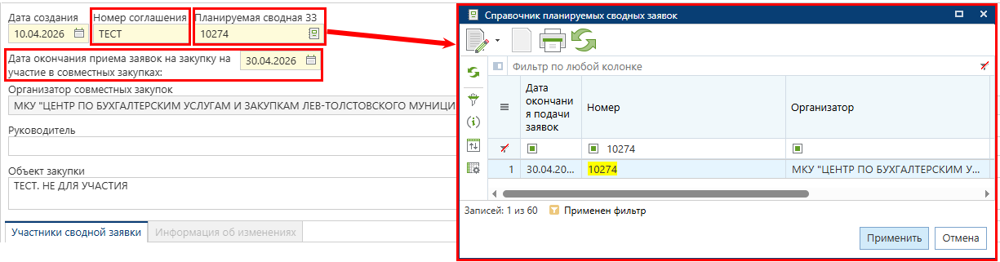 Дата создания
Номер соглашения
Планируемая сводная ЗЗ
10.04.2026
ТЕСТ
10274
Дата окончания приема заявок на закупку на
участие в совместных закупках:
30.04.2026
Организатор совместных закупок
МКУ "ЦЕНТР ПО БУХГАЛТЕРСКИМ УСЛУГАМ И ЗАКУПКАМ ЛЕВ-ТОЛСТОВСКОГО МУНИЦИ
Руководитель
Объект закупки
ТЕСТ. НЕ ДЛЯ УЧАСТИЯ
Участники сводной заявки
Информация об изменениях
Справочник планируемых сводных заявок
Фильтр по любой колонке
Дата
окончани
я подачи
заявок
Номер
Организатор
10274
1
30.04.20...
10274
МКУ "ЦЕНТР ПО БУХГАЛТЕРСКИМ У...
Записей: 1 из 60
Применен фильтр
Применить
Отмена